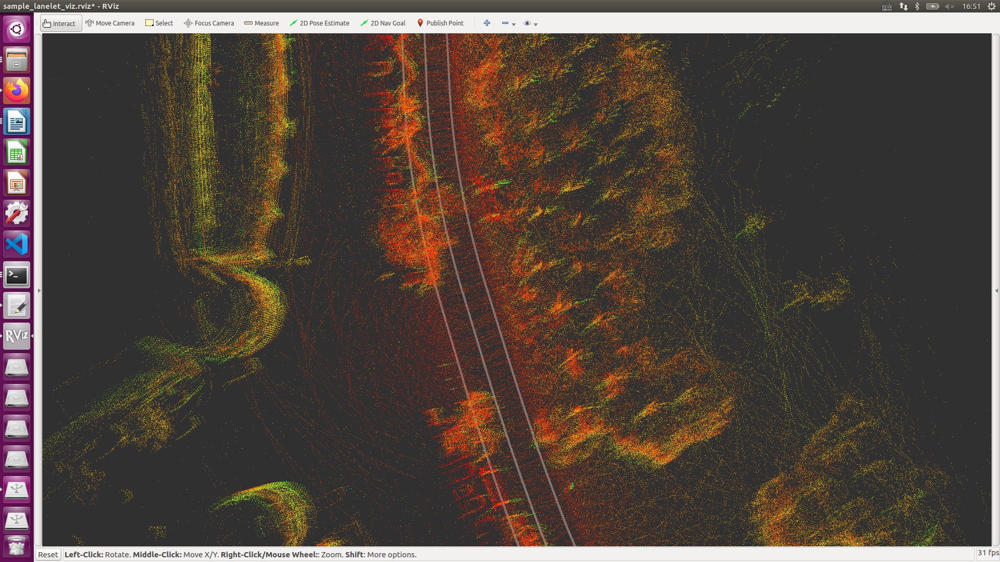 sample_lanelet_viz.rviz* - RViz
16:51
Interact Move Camera Select Focus Camera Measure 2D Pose Estimate 2D Nav Goal Publish Point
RViz
Reset Left-Click: Rotate. Middle-Click: Move X/Y. Right-Click/Mouse Wheel:: Zoom. Shift: More options. 31 fps